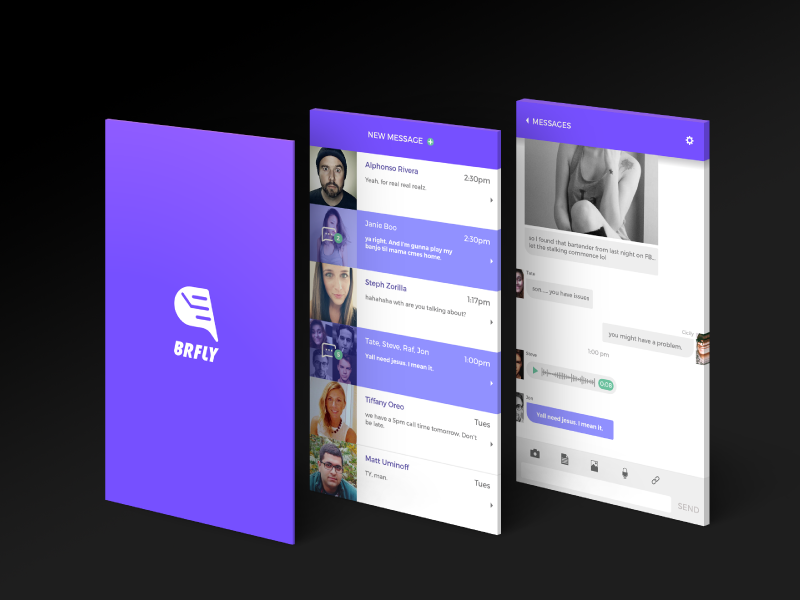 BRFLY
NEW MESSAGE
Alphonso Rivera
2:30pm
Yeah. for real real realz.
Janie Boo
2:30pm
ya right. And I'm gunna play my
banjo til mama cmes home.
Steph Zorilla
1:17pm
hahahaha wth are you talking about?
Tate, Steve, Raf, Jon
1:00pm
Yall need jesus. i mean it.
Tiffany Oreo
Tues
we have a 5pm call time tomorrow. Don't
be late.
Matt Uminoff
Tues
TY, man.
MESSAGES
so I found that bartender from last night on FB...
let the stalking commence lol
Tate
son..... you have issues
you might have a problem.
1:00 pm
Steve
0:08
Jon
Yall need jesus. i mean it.
SEND